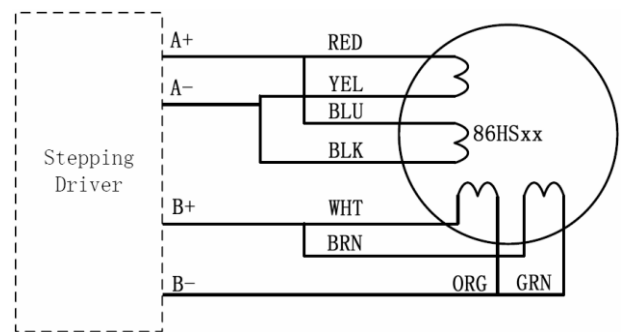 A+
RED
YEL
A-
BLU
86HSxx
BLK
Stepping
Driver
B+
WHT
BRN
B-
ORG
GRN